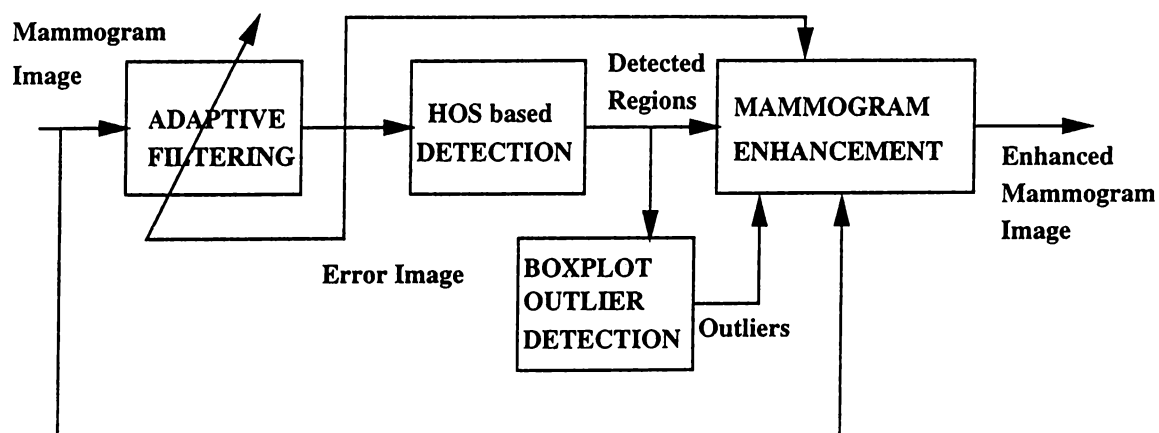 Mammogram
Image
ADAPTIVE
FILTERING
HOS based
DETECTION
Detected
Regions
MAMMOGRAM
ENHANCEMENT
Enhanced
Mammogram
Image
Error Image
BOXPLOT
OUTLIER
DETECTION
Outliers